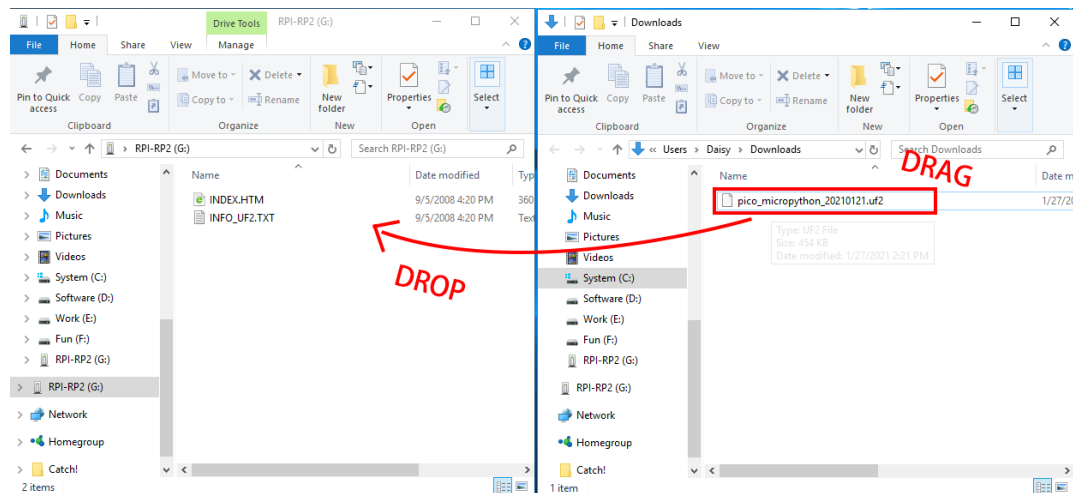 Drive Tools
RPI-RP2 (G:)
File
Home
Share
View
Manage
Pin to Quick access
Copy
Paste
Move to
Copy to
Delete
Rename
New folder
Properties
Select
Clipboard
Organize
New
Open
RPI-RP2 (G:)
Search RPI-RP2 (G:)
Documents
Downloads
Music
Pictures
Videos
System (C:)
Software (D:)
Work (E:)
Fun (F:)
RPI-RP2 (G:)
RPI-RP2 (G:)
Network
Homegroup
Catch!
Name
Date modified
Typ
INDEX.HTM
9/5/2008 4:20 PM
360
INFO_UF2.TXT
9/5/2008 4:20 PM
Text
DROP
2 items
Downloads
File
Home
Share
View
Pin to Quick access
Copy
Paste
Move to
Copy to
Delete
Rename
New folder
Properties
Select
Clipboard
Organize
New
Open
« Users > Daisy > Downloads
Search Downloads
DRAG
Documents
Downloads
Music
Pictures
Videos
System (C:)
Software (D:)
Work (E:)
Fun (F:)
RPI-RP2 (G:)
RPI-RP2 (G:)
Network
Homegroup
Catch!
Name
Date m
pico_micropython_20210121.uf2
1/27/20
Type: UF2 File
Size: 454 KB
Date modified: 1/27/2021 2:21 PM
1 item